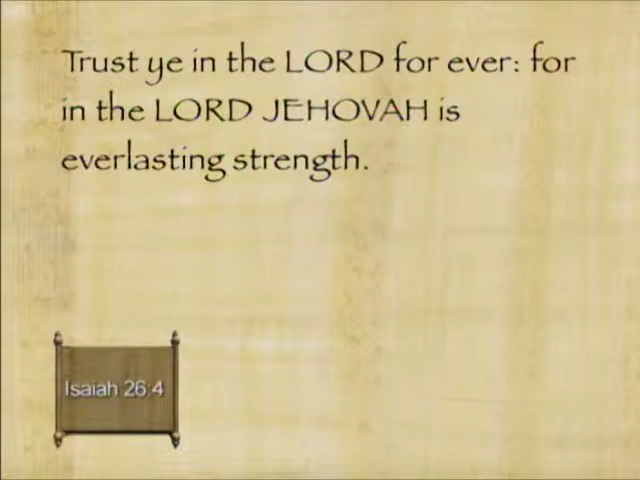 Trust ye in the LORD for ever: for
in the LORD JEHOVAH is
everlasting strength.
Isaiah 26:4